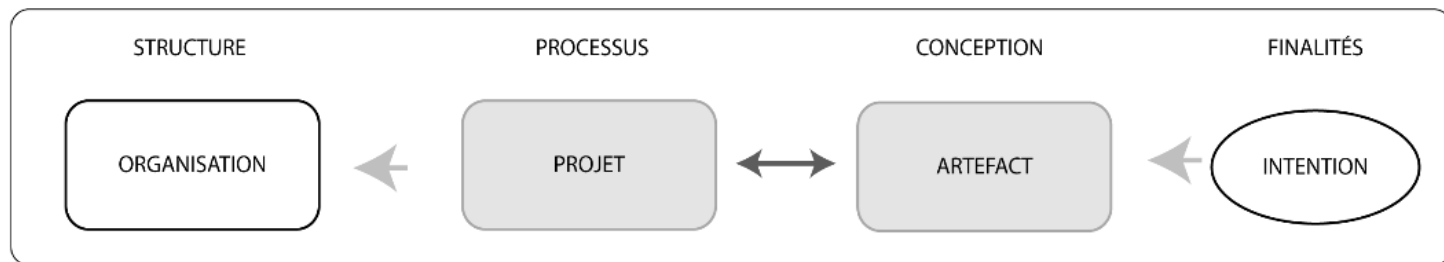 STRUCTURE PROCESSUS CONCEPTION FINALITÉS
ORGANISATION PROJET ARTEFACT INTENTION